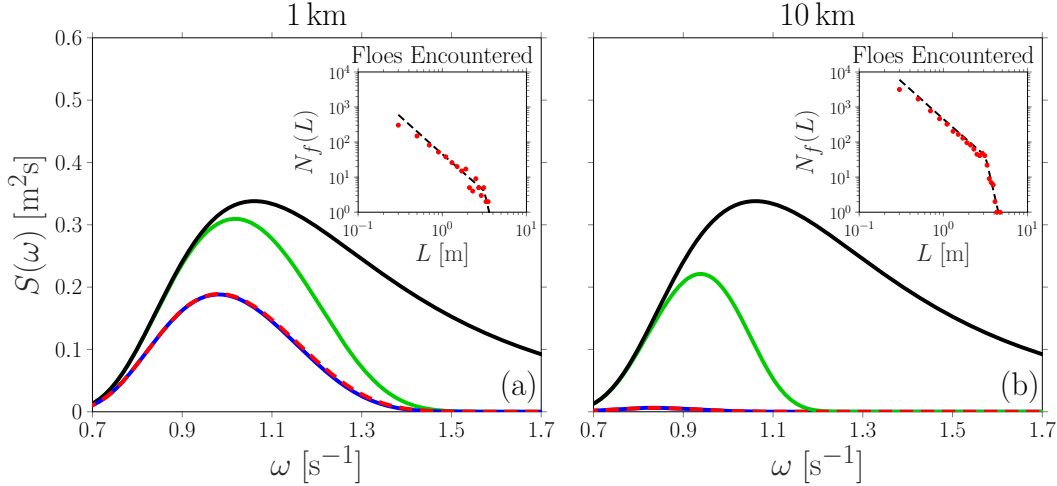 1 km
10 km
0.6
0.5
0.4
0.3
0.2
0.1
0
S(ω) [m²s]
0.7
0.9
1.1
1.3
1.5
1.7
ω [s⁻¹]
(a)
Floes Encountered
10⁴
10³
10²
10¹
10⁰
N_f(L)
10⁻¹
10⁰
10¹
L [m]
0.7
0.9
1.1
1.3
1.5
1.7
ω [s⁻¹]
(b)
Floes Encountered
10⁴
10³
10²
10¹
10⁰
N_f(L)
10⁻¹
10⁰
10¹
L [m]